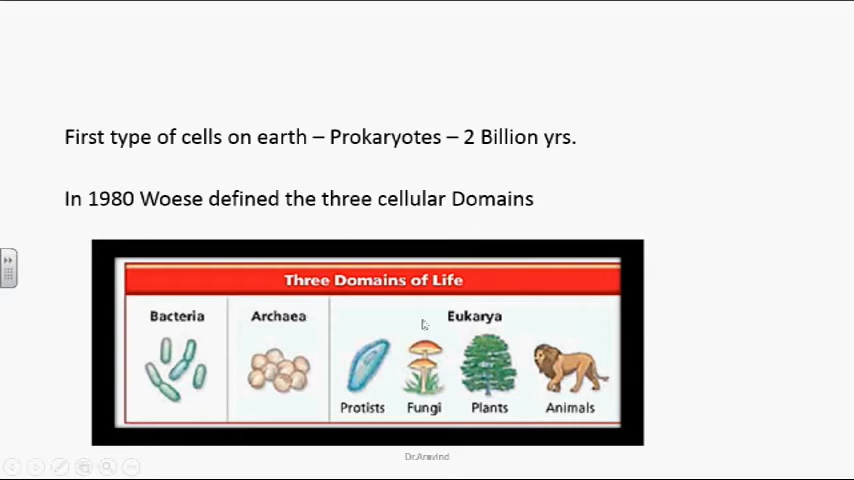 First type of cells on earth – Prokaryotes – 2 Billion yrs.
In 1980 Woese defined the three cellular Domains
Three Domains of Life
Bacteria Archaea Eukarya
Protists Fungi Plants Animals
Dr.Aravind